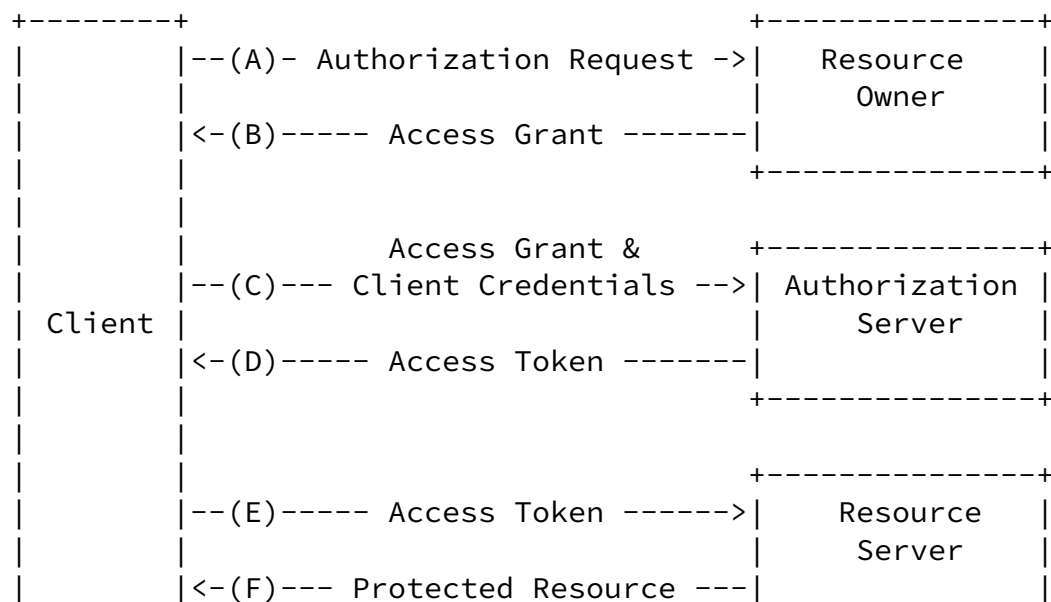 +--------+                               +---------------+
|        |--(A)- Authorization Request ->|   Resource    |
|        |                               |     Owner     |
|        |<-(B)----- Access Grant -------|               |
|        |                               +---------------+
|        |
|        |           Access Grant &      +---------------+
|        |--(C)--- Client Credentials -->| Authorization |
| Client |                               |     Server    |
|        |<-(D)----- Access Token -------|               |
|        |                               +---------------+
|        |
|        |                               +---------------+
|        |--(E)----- Access Token ------>|    Resource   |
|        |                               |     Server    |
|        |<-(F)--- Protected Resource ---|               |